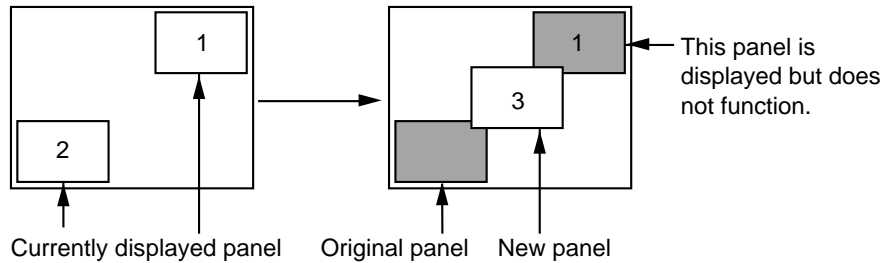 1
2
1
3
This panel is
displayed but does
not function.
Currently displayed panel
Original panel
New panel